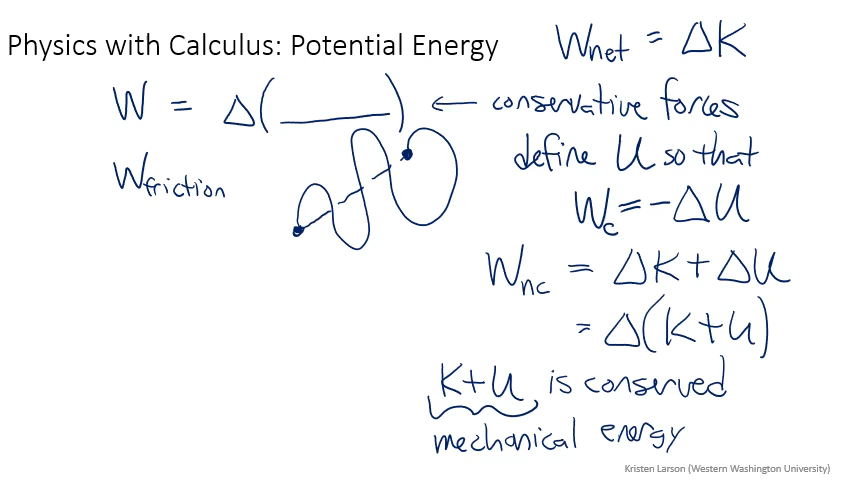 Physics with Calculus: Potential Energy
Wnet = ΔK
W = Δ(______) ← conservative forces
Wfriction
define U so that
Wc = -ΔU
Wnc = ΔK + ΔU
= Δ(K+U)
K+U is conserved
mechanical energy
Kristen Larson (Western Washington University)